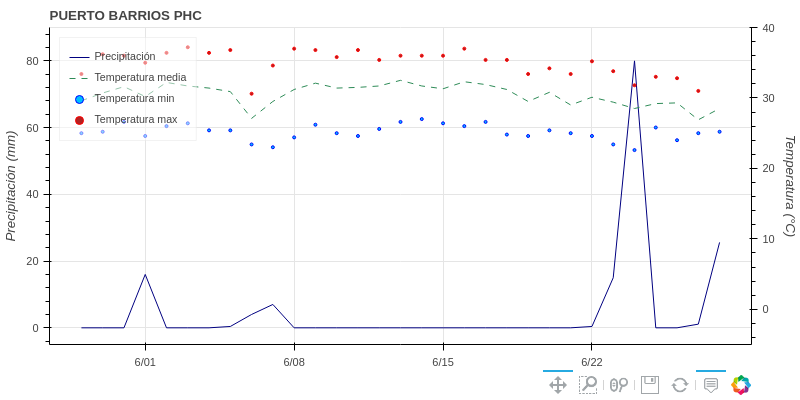 PUERTO BARRIOS PHC
Precipitación
Temperatura media
Temperatura min
Temperatura max
Precipitación (mm)
80
60
40
20
0
Temperatura (°C)
40
30
20
10
0
6/01
6/08
6/15
6/22